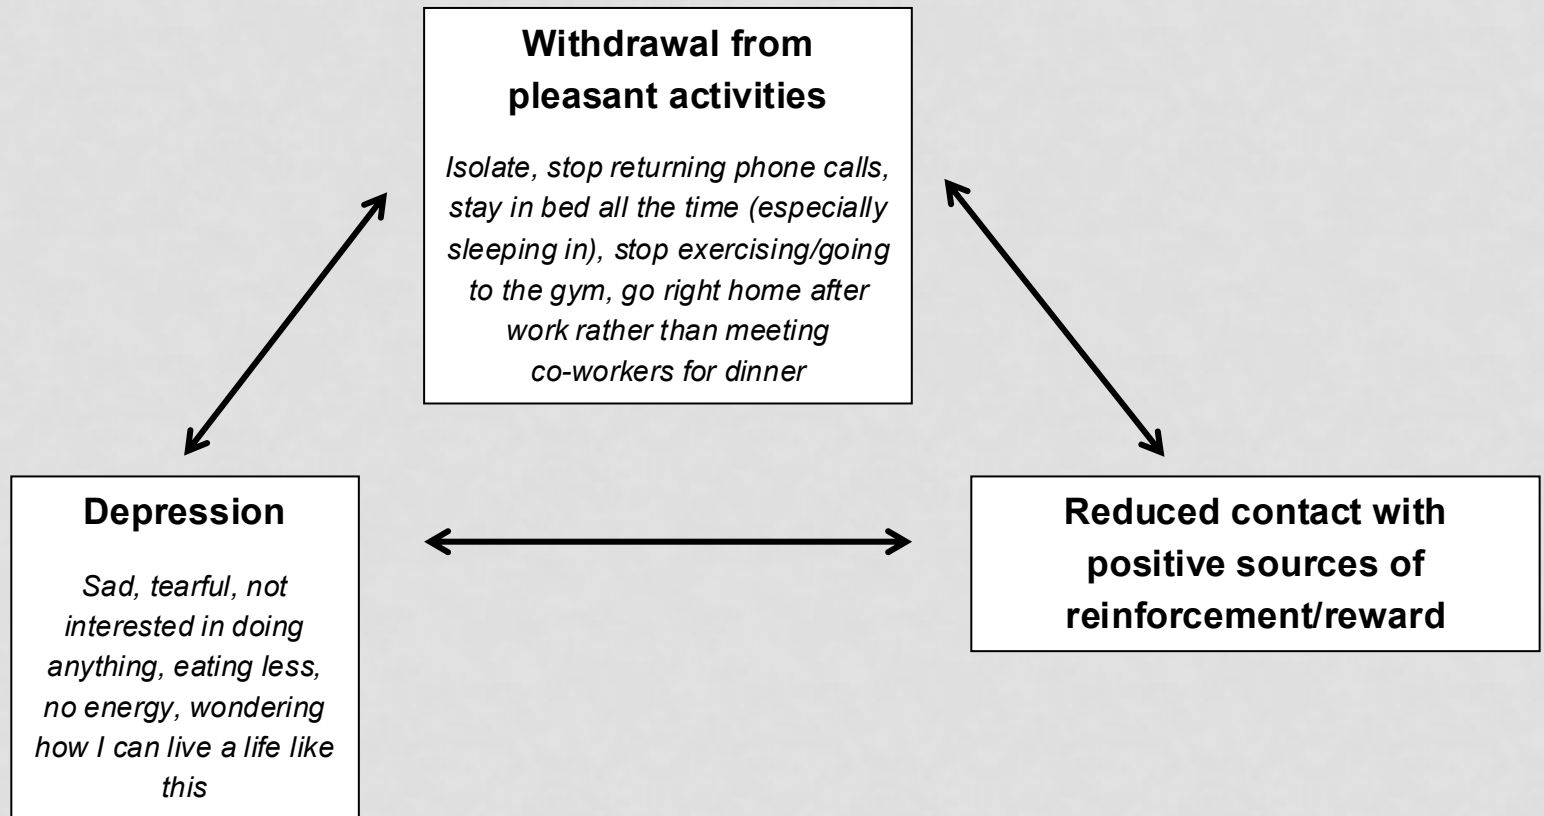 Withdrawal from
pleasant activities
Isolate, stop returning phone calls,
stay in bed all the time (especially
sleeping in), stop exercising/going
to the gym, go right home after
work rather than meeting
co-workers for dinner
Depression
Sad, tearful, not
interested in doing
anything, eating less,
no energy, wondering
how I can live a life like
this
Reduced contact with
positive sources of
reinforcement/reward